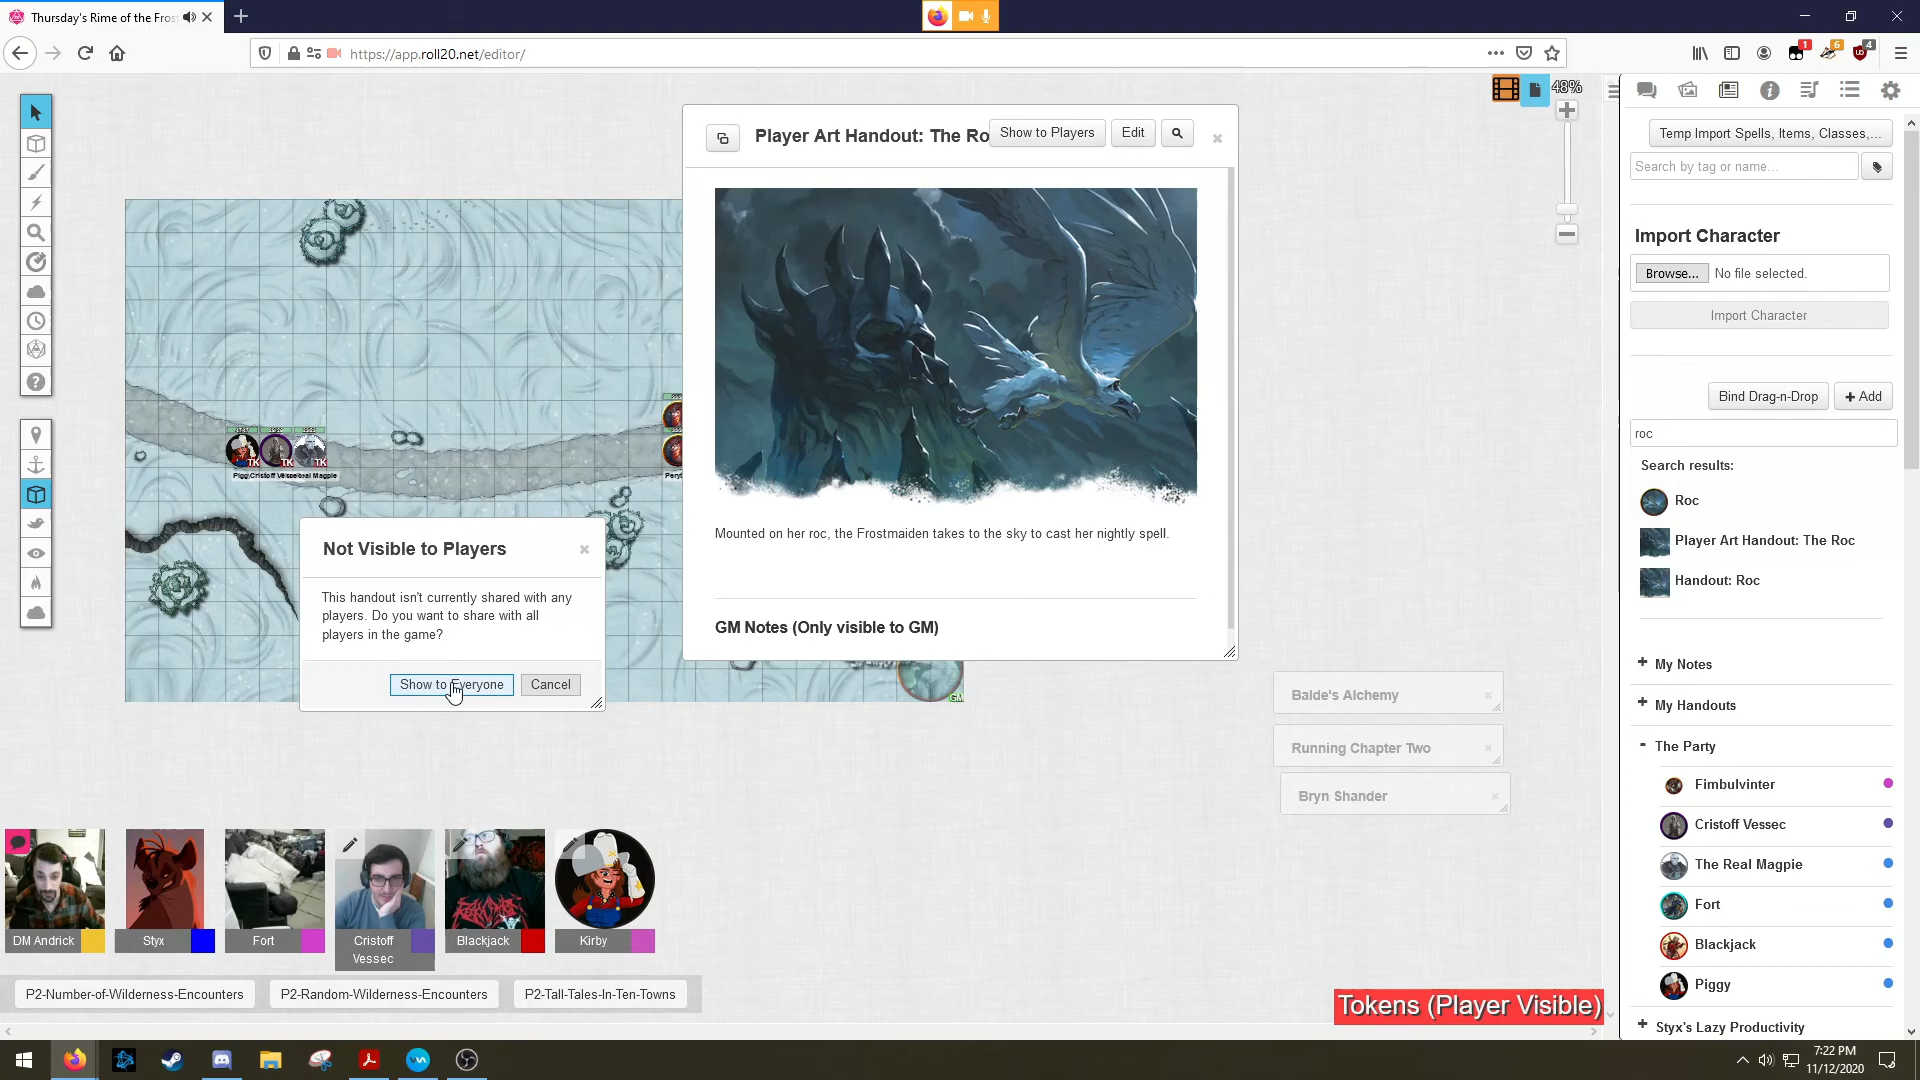 Thursday's Rime of the Fros
https://app.roll20.net/editor/
1
6
4
48%
Player Art Handout: The Ro
Show to Players
Edit
Mounted on her roc, the Frostmaiden takes to the sky to cast her nightly spell.
GM Notes (Only visible to GM)
TK
TK
TK
GM
Not Visible to Players
This handout isn't currently shared with any
players. Do you want to share with all
players in the game?
Show to Everyone
Cancel
Balde's Alchemy
Running Chapter Two
Bryn Shander
DM Andrick
Styx
Fort
Cristoff
Vessec
Blackjack
Kirby
P2-Number-of-Wilderness-Encounters
P2-Random-Wilderness-Encounters
P2-Tall-Tales-In-Ten-Towns
Tokens (Player Visible)
Temp Import Spells, Items, Classes,...
Search by tag or name...
Import Character
Browse...
No file selected.
Import Character
Bind Drag-n-Drop
Add
roc
Search results:
Roc
Player Art Handout: The Roc
Handout: Roc
My Notes
My Handouts
The Party
Fimbulvinter
Cristoff Vessec
The Real Magpie
Fort
Blackjack
Piggy
Styx's Lazy Productivity
7:22 PM
11/12/2020